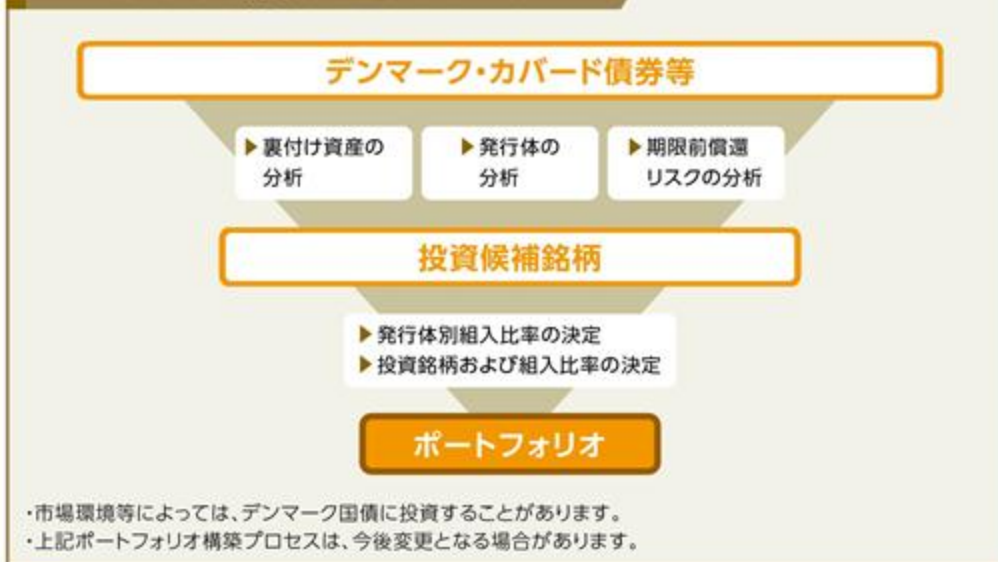 デンマーク・カバード債券等
▶裏付け資産の
分析
▶発行体の
分析
▶期限前償還
リスクの分析
投資候補銘柄
▶発行体別組入比率の決定
▶投資銘柄および組入比率の決定
ポートフォリオ
・市場環境等によっては、デンマーク国債に投資することがあります。
・上記ポートフォリオ構築プロセスは、今後変更となる場合があります。